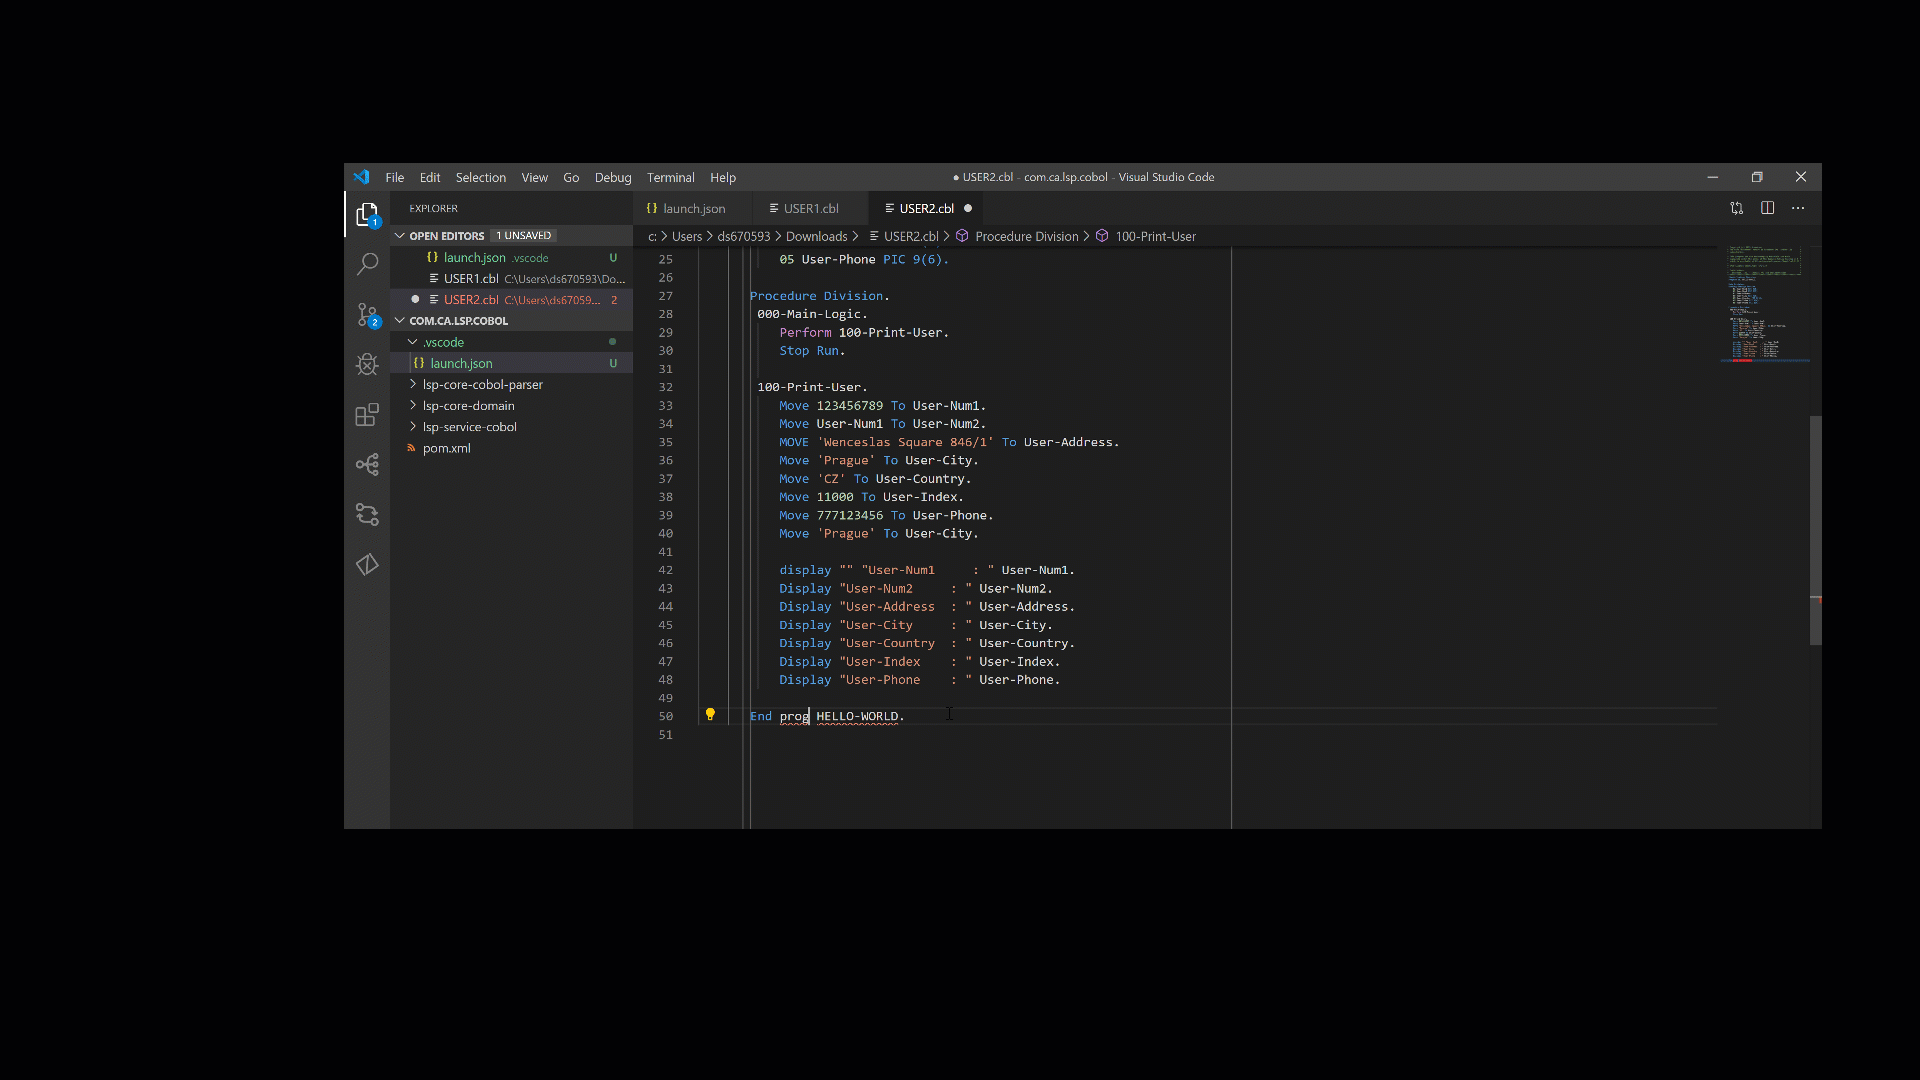 File Edit Selection View Go Debug Terminal Help
● USER2.cbl - com.ca.lsp.cobol - Visual Studio Code
EXPLORER
{} launch.json
USER1.cbl
USER2.cbl ●
OPEN EDITORS 1 UNSAVED
c: > Users > ds670593 > Downloads > USER2.cbl > Procedure Division > 100-Print-User
{} launch.json .vscode U
USER1.cbl C:\Users\ds670593\Do...
● USER2.cbl C:\Users\ds67059... 2
COM.CA.LSP.COBOL
.vscode
{} launch.json U
> lsp-core-cobol-parser
> lsp-core-domain
> lsp-service-cobol
pom.xml
1
2
25 05 User-Phone PIC 9(6).
26
27 Procedure Division.
28 000-Main-Logic.
29 Perform 100-Print-User.
30 Stop Run.
31
32 100-Print-User.
33 Move 123456789 To User-Num1.
34 Move User-Num1 To User-Num2.
35 MOVE 'Wenceslas Square 846/1' To User-Address.
36 Move 'Prague' To User-City.
37 Move 'CZ' To User-Country.
38 Move 11000 To User-Index.
39 Move 777123456 To User-Phone.
40 Move 'Prague' To User-City.
41
42 display "" "User-Num1     : " User-Num1.
43 Display "User-Num2     : " User-Num2.
44 Display "User-Address  : " User-Address.
45 Display "User-City     : " User-City.
46 Display "User-Country  : " User-Country.
47 Display "User-Index    : " User-Index.
48 Display "User-Phone    : " User-Phone.
49
50 End prog HELLO-WORLD.
51